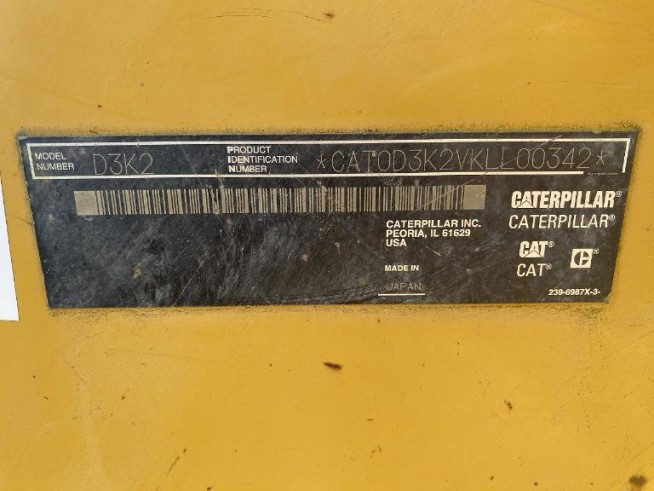 MODEL NUMBER D3K2
PRODUCT IDENTIFICATION NUMBER *CAT0D3K2VKLL00342*
CATERPILLAR INC.
PEORIA, IL 61629
USA
MADE IN
JAPAN
CATERPILLAR®
CATERPILLAR®
CAT®
CAT®
C®
239-6987X-3-